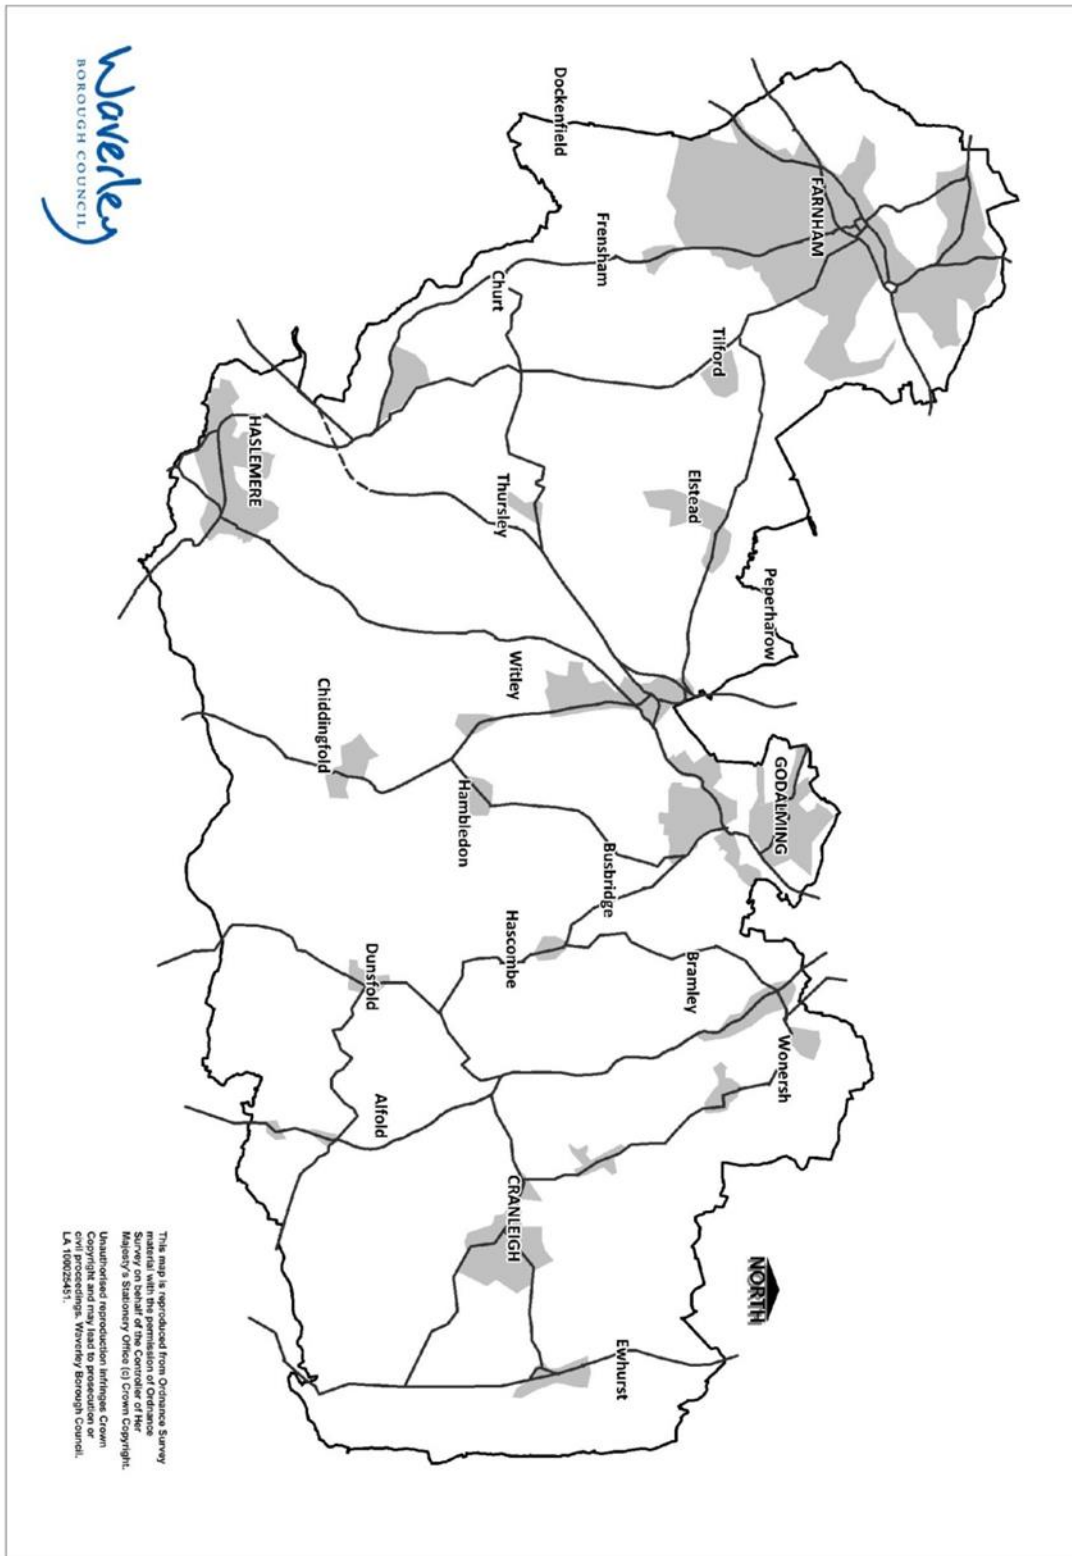 FARNHAM
GODALMING
Wonersh
Peperharow
NORTH
Tilford
Elstead
Bramley
Ewhurst
Busbridge
Frensham
Dockenfield
Witley
CRANLEIGH
Hascombe
Thursley
Churt
Hambledon
Alfold
Dunsfold
Chiddingfold
HASLEMERE
Waverley
BOROUGH COUNCIL
This map is reproduced from Ordnance Survey
material with the permission of Ordnance
Survey on behalf of the Controller of Her
Majesty's Stationery Office (c) Crown Copyright.
Unauthorised reproduction infringes Crown
Copyright and may lead to prosecution or
civil proceedings. Waverley Borough Council.
LA 100025451.